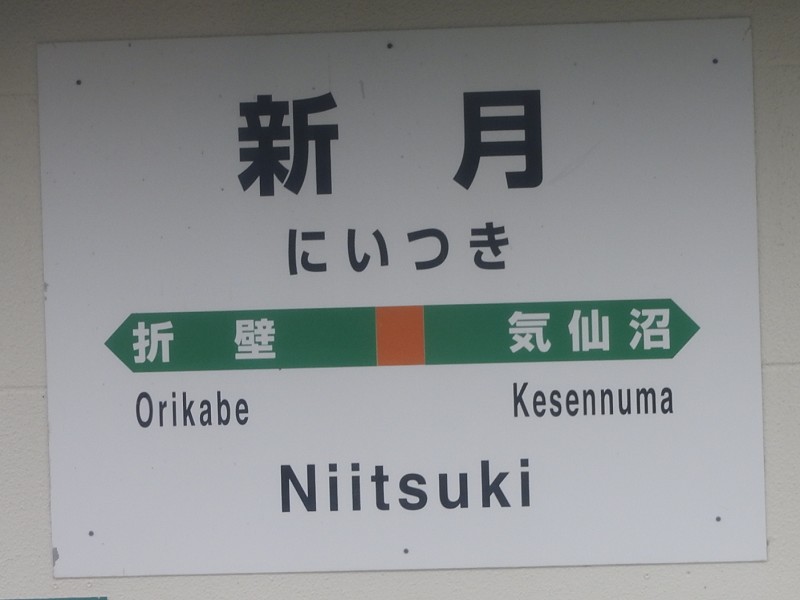 新月
にいつき
折壁 気仙沼
Orikabe Kesennuma
Niitsuki